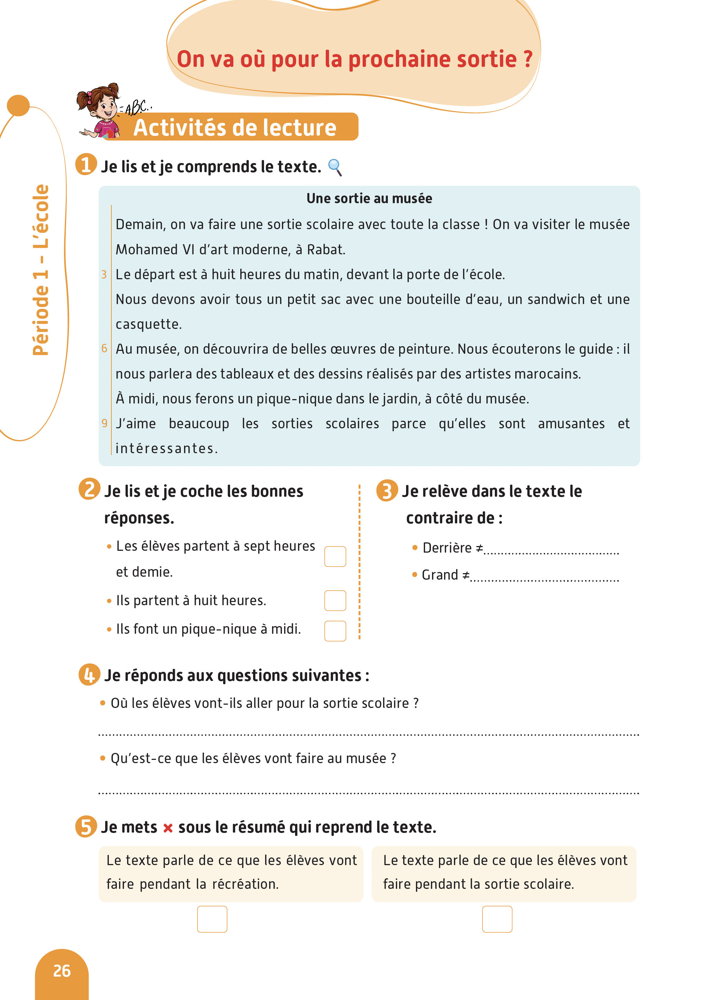 On va où pour la prochaine sortie ?
A.B.C..
Activités de lecture
Période 1 - L'école
1 Je lis et je comprends le texte.
Une sortie au musée
Demain, on va faire une sortie scolaire avec toute la classe ! On va visiter le musée
Mohamed VI d'art moderne, à Rabat.
3 Le départ est à huit heures du matin, devant la porte de l'école.
Nous devons avoir tous un petit sac avec une bouteille d'eau, un sandwich et une
casquette.
6 Au musée, on découvrira de belles œuvres de peinture. Nous écouterons le guide : il
nous parlera des tableaux et des dessins réalisés par des artistes marocains.
À midi, nous ferons un pique-nique dans le jardin, à côté du musée.
9 J'aime beaucoup les sorties scolaires parce qu'elles sont amusantes et
intéressantes.
2 Je lis et je coche les bonnes
réponses.
• Les élèves partent à sept heures
et demie.
• Ils partent à huit heures.
• Ils font un pique-nique à midi.
3 Je relève dans le texte le
contraire de :
• Derrière ≠
• Grand ≠
4 Je réponds aux questions suivantes :
• Où les élèves vont-ils aller pour la sortie scolaire ?
• Qu'est-ce que les élèves vont faire au musée ?
5 Je mets × sous le résumé qui reprend le texte.
Le texte parle de ce que les élèves vont
faire pendant la récréation.
Le texte parle de ce que les élèves vont
faire pendant la sortie scolaire.
26